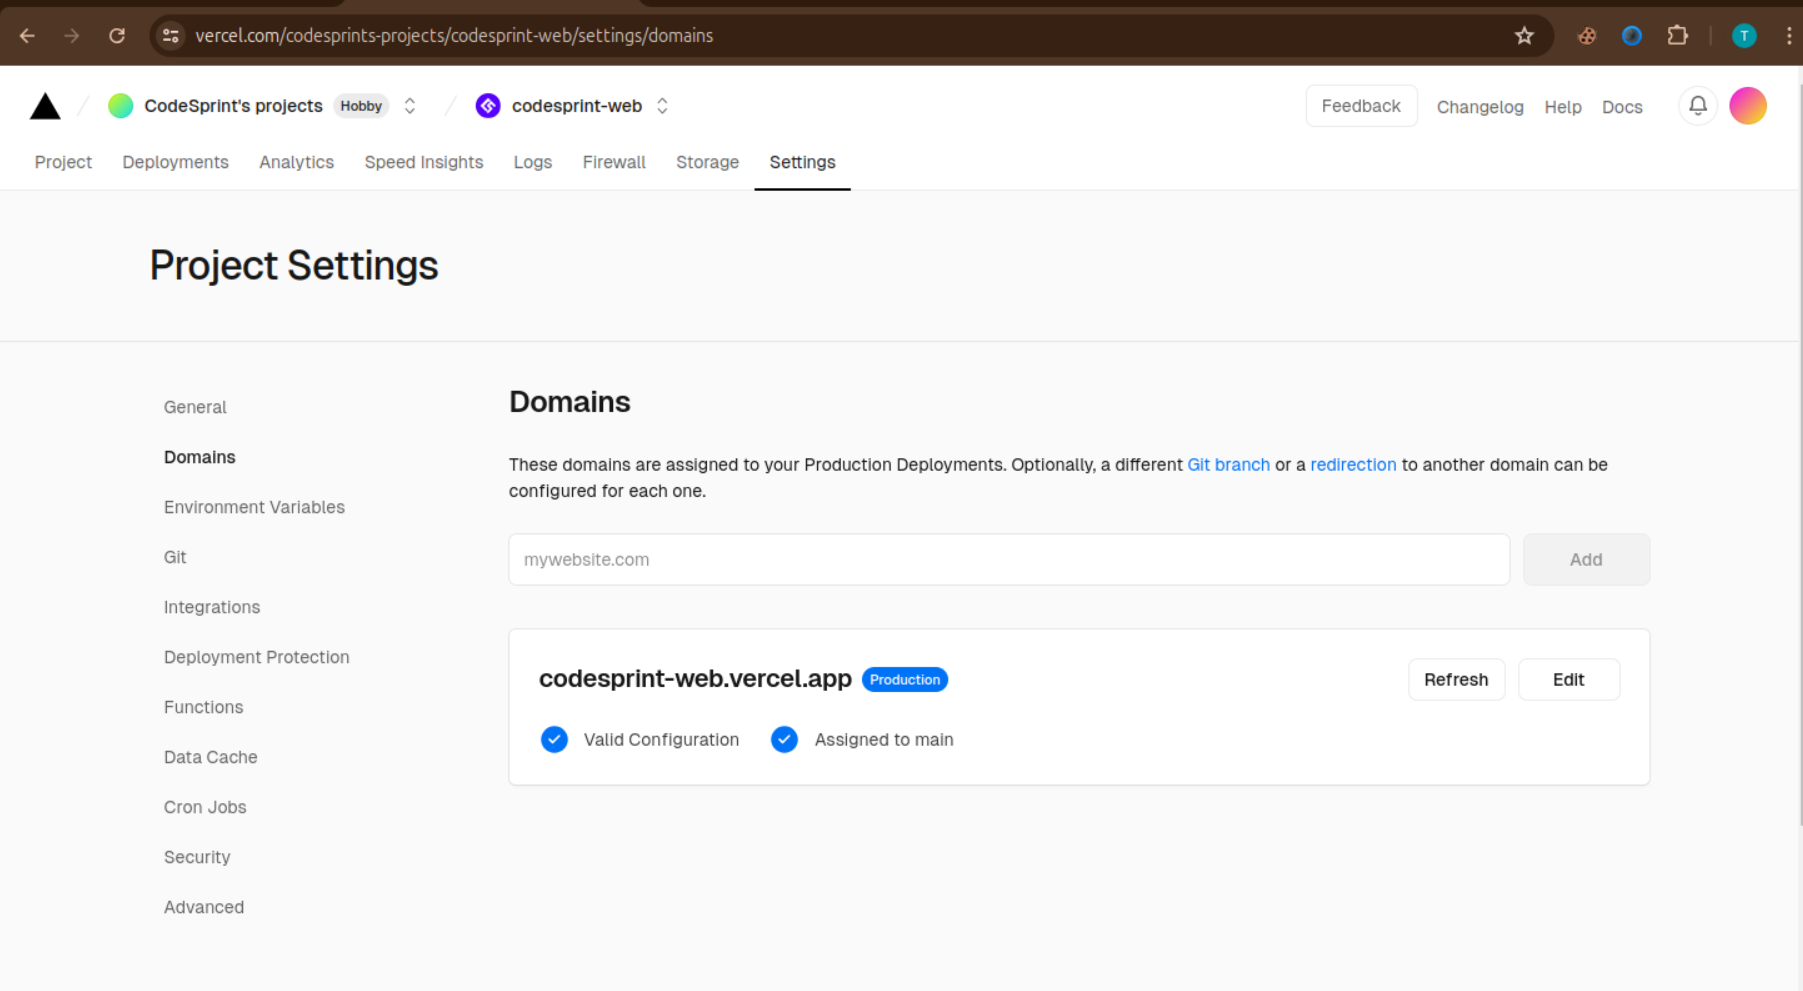 vercel.com/codesprints-projects/codesprint-web/settings/domains
T
CodeSprint's projects Hobby codesprint-web Feedback Changelog Help Docs
Project Deployments Analytics Speed Insights Logs Firewall Storage Settings
Project Settings
General
Domains
Environment Variables
Git
Integrations
Deployment Protection
Functions
Data Cache
Cron Jobs
Security
Advanced
Domains
These domains are assigned to your Production Deployments. Optionally, a different Git branch or a redirection to another domain can be
configured for each one.
mywebsite.com Add
codesprint-web.vercel.app Production Refresh Edit
Valid Configuration Assigned to main